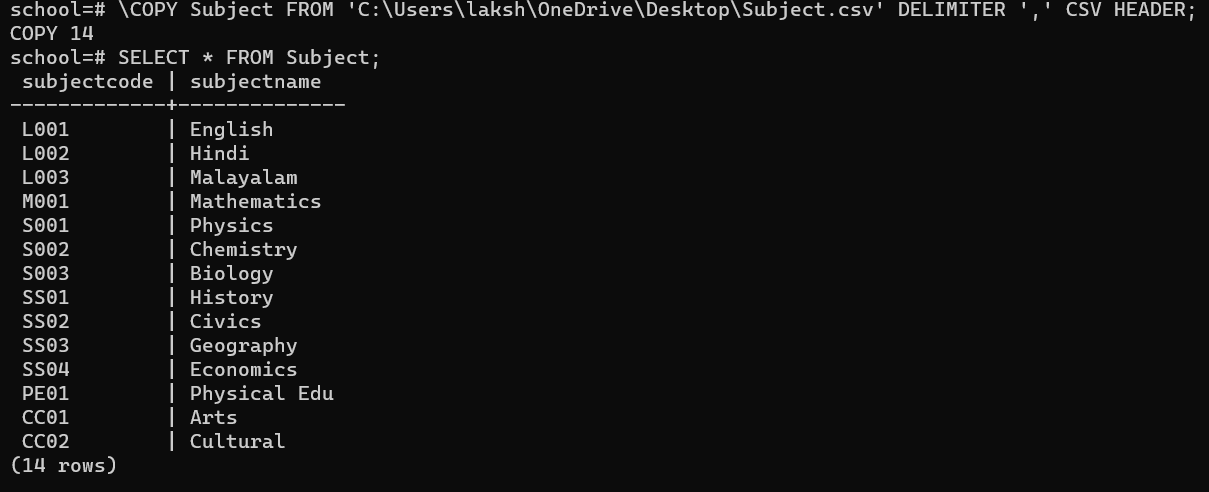 school=# \COPY Subject FROM 'C:\Users\laksh\OneDrive\Desktop\Subject.csv' DELIMITER ',' CSV HEADER;
COPY 14
school=# SELECT * FROM Subject;
 subjectcode | subjectname
-------------+--------------
 L001        | English
 L002        | Hindi
 L003        | Malayalam
 M001        | Mathematics
 S001        | Physics
 S002        | Chemistry
 S003        | Biology
 SS01        | History
 SS02        | Civics
 SS03        | Geography
 SS04        | Economics
 PE01        | Physical Edu
 CC01        | Arts
 CC02        | Cultural
(14 rows)